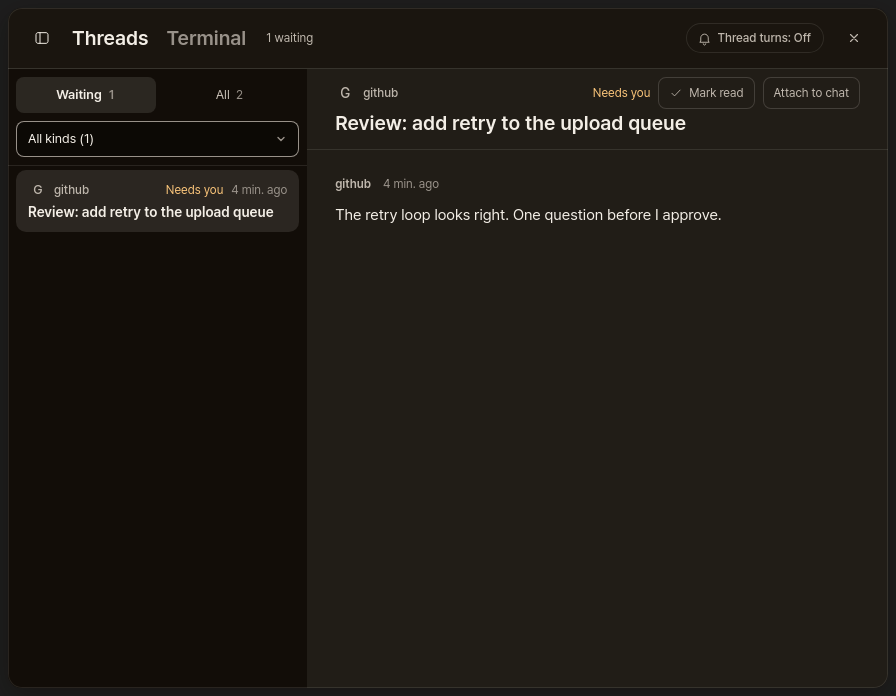 Threads Terminal 1 waiting Thread turns: Off
Waiting 1 All 2
All kinds (1)
G github Needs you 4 min. ago
Review: add retry to the upload queue
G github Needs you Mark read Attach to chat
Review: add retry to the upload queue
github 4 min. ago
The retry loop looks right. One question before I approve.